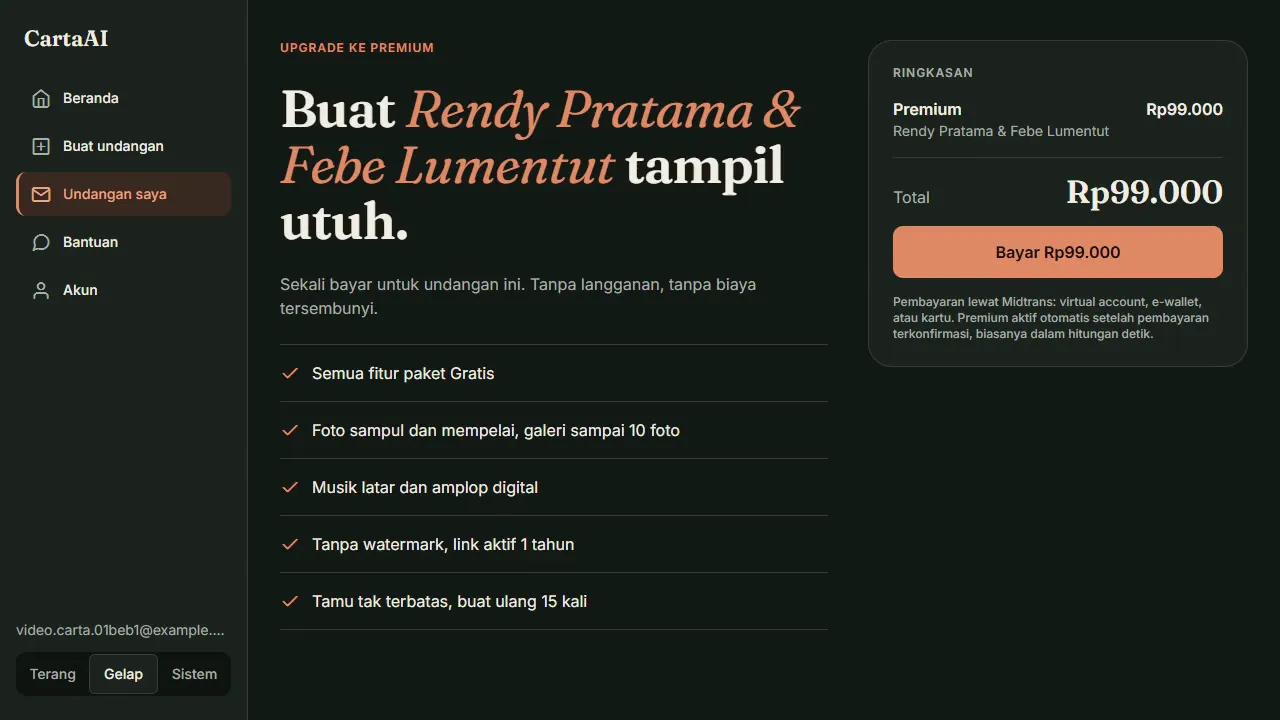 CartaAI
Beranda
Buat undangan
Undangan saya
Bantuan
Akun
video.carta.01beb1@example....
Terang
Gelap
Sistem
UPGRADE KE PREMIUM
Buat Rendy Pratama &
Febe Lumentut tampil
utuh.
Sekali bayar untuk undangan ini. Tanpa langganan, tanpa biaya
tersembunyi.
Semua fitur paket Gratis
Foto sampul dan mempelai, galeri sampai 10 foto
Musik latar dan amplop digital
Tanpa watermark, link aktif 1 tahun
Tamu tak terbatas, buat ulang 15 kali
RINGKASAN
Premium Rp99.000
Rendy Pratama & Febe Lumentut
Total Rp99.000
Bayar Rp99.000
Pembayaran lewat Midtrans: virtual account, e-wallet,
atau kartu. Premium aktif otomatis setelah pembayaran
terkonfirmasi, biasanya dalam hitungan detik.